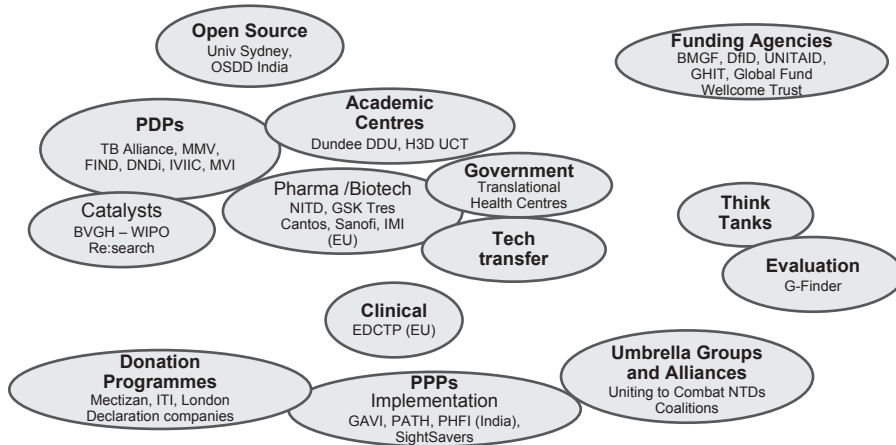 Open Source
Univ Sydney,
OSDD India
Funding Agencies
BMGF, DfID, UNITAID,
GHIT, Global Fund
Wellcome Trust
Academic
Centres
Dundee DDU, H3D UCT
PDPs
TB Alliance, MMV,
FIND, DNDi, IVIIC, MVI
Government
Translational
Health Centres
Pharma /Biotech
NITD, GSK Tres
Cantos, Sanofi, IMI
(EU)
Catalysts
BVGH – WIPO
Re:search
Think
Tanks
Tech
transfer
Evaluation
G-Finder
Clinical
EDCTP (EU)
Donation
Programmes
Mectizan, ITI, London
Declaration companies
PPPs
Implementation
GAVI, PATH, PHFI (India),
SightSavers
Umbrella Groups
and Alliances
Uniting to Combat NTDs
Coalitions